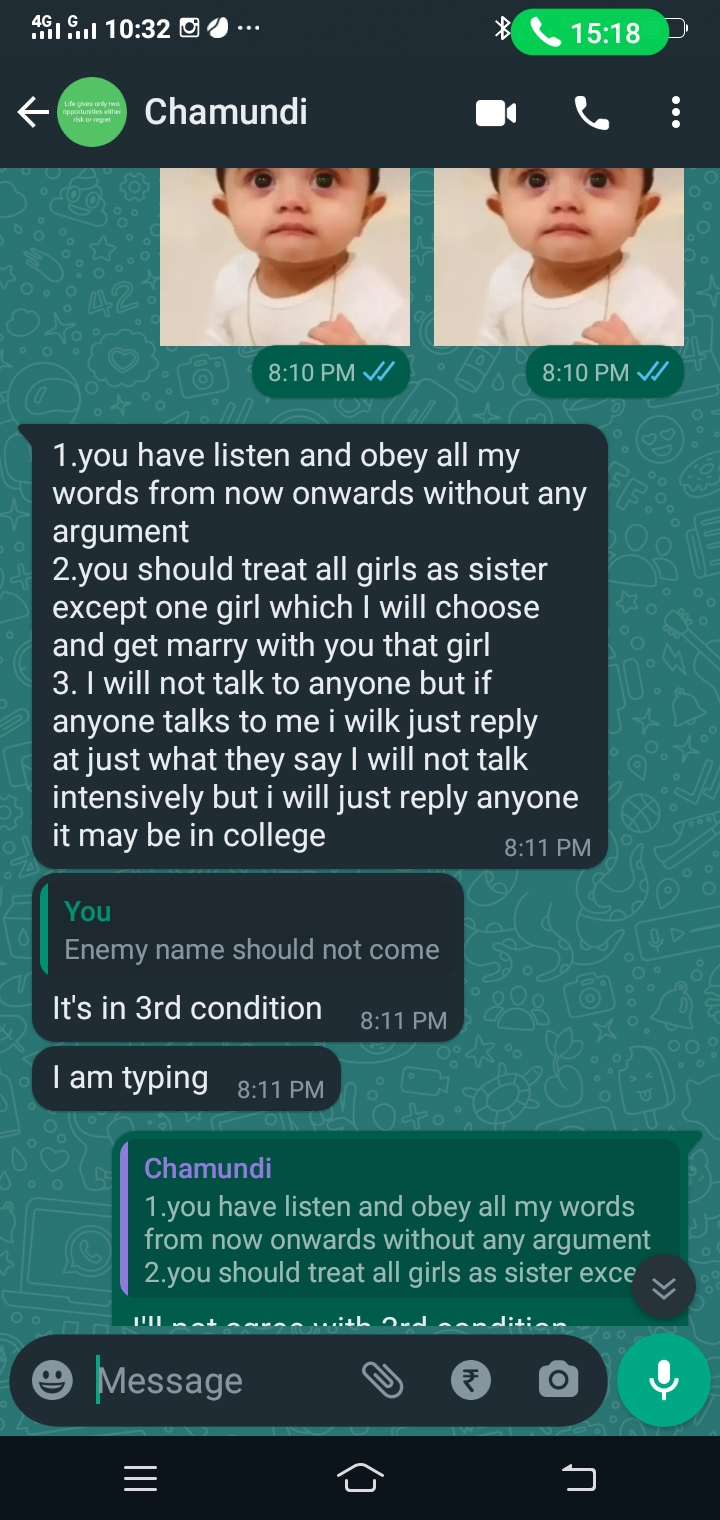 4G G 10:32 ... 15:18
Life gives only two
opportunities either
risk or regret
Chamundi
8:10 PM 8:10 PM
1.you have listen and obey all my
words from now onwards without any
argument
2.you should treat all girls as sister
except one girl which I will choose
and get marry with you that girl
3. I will not talk to anyone but if
anyone talks to me i wilk just reply
at just what they say I will not talk
intensively but i will just reply anyone
it may be in college
8:11 PM
You
Enemy name should not come
It's in 3rd condition 8:11 PM
I am typing 8:11 PM
Chamundi
1.you have listen and obey all my words
from now onwards without any argument
2.you should treat all girls as sister exce
I'll not agree with 3rd condition
Message